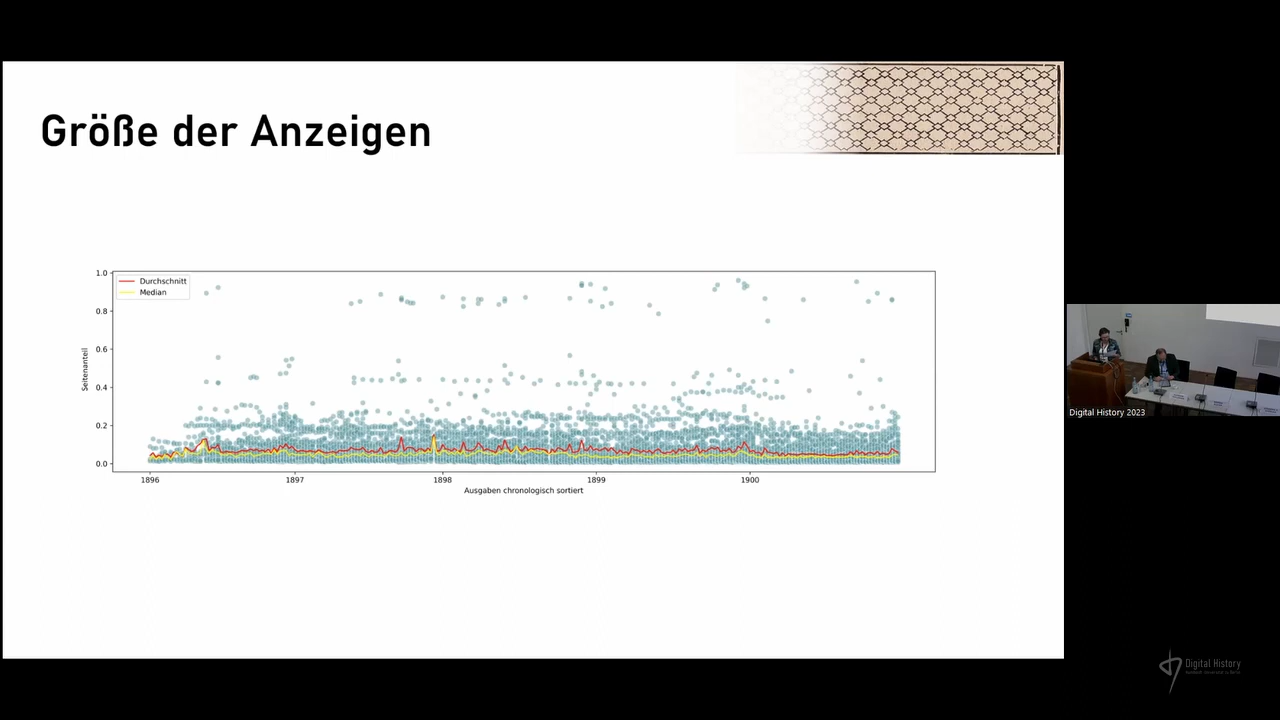 Größe der Anzeigen
Durchschnitt
Median
1.0
0.8
0.6
0.4
0.2
0.0
Seitenanteil
1896 1897 1898 1899 1900
Ausgaben chronologisch sortiert
Digital History 2023
Digital History